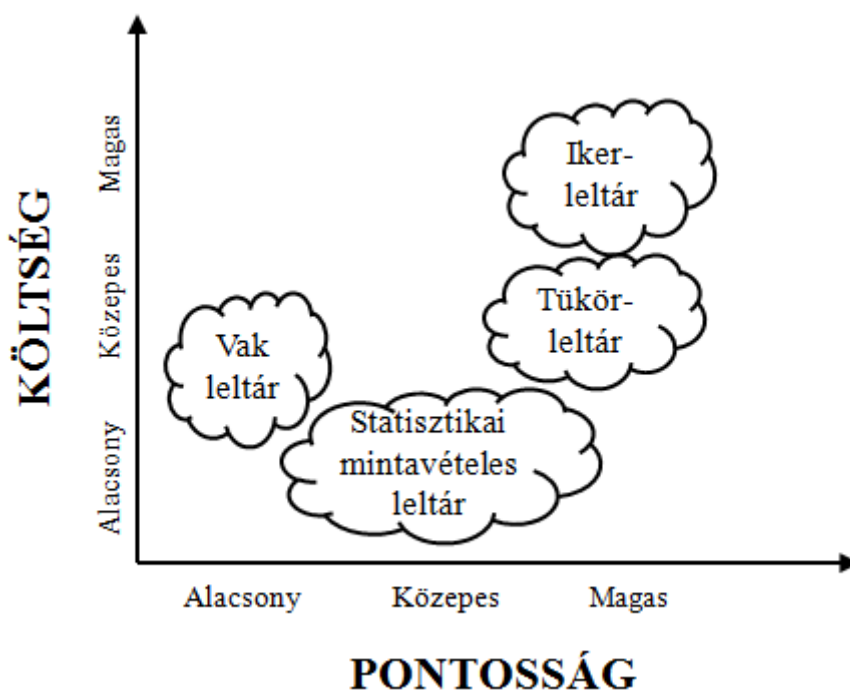 KÖLTSÉG
Magas
Közepes
Alacsony
Iker-
leltár
Tükör-
leltár
Vak
leltár
Statisztikai
mintavételes
leltár
Alacsony
Közepes
Magas
PONTOSSÁG